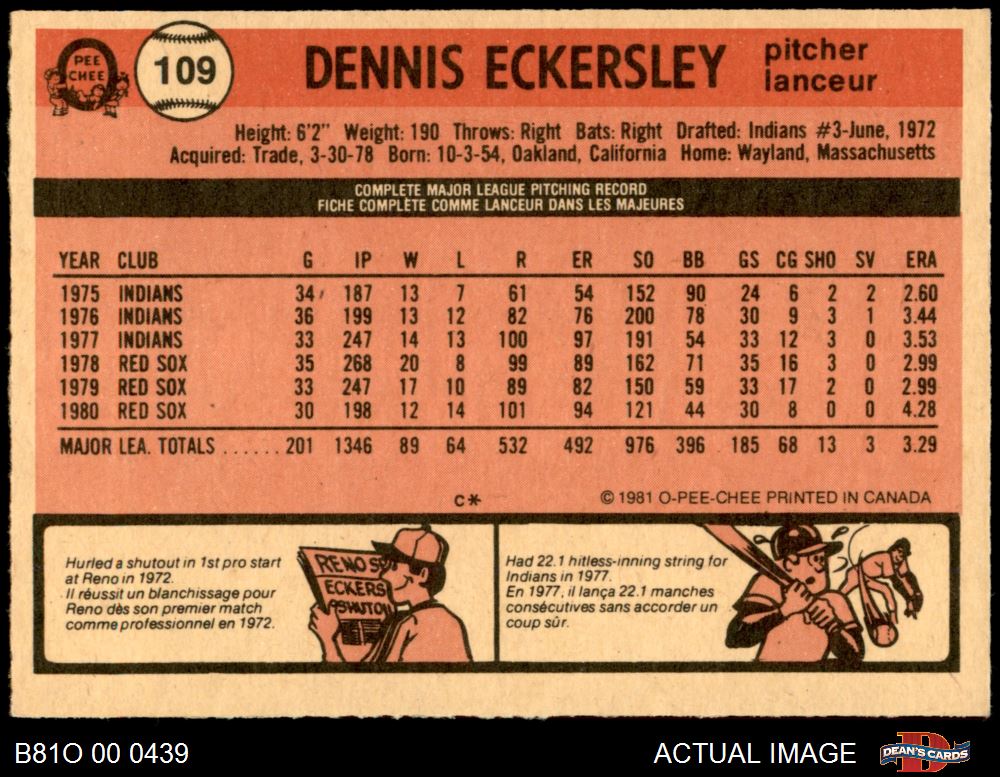 PEE
CHEE
109
DENNIS ECKERSLEY
pitcher
lanceur
Height: 6'2" Weight: 190 Throws: Right Bats: Right Drafted: Indians #3-June, 1972
Acquired: Trade, 3-30-78 Born: 10-3-54, Oakland, California Home: Wayland, Massachusetts
COMPLETE MAJOR LEAGUE PITCHING RECORD
FICHE COMPLÈTE COMME LANCEUR DANS LES MAJEURES
YEAR CLUB G IP W L R ER SO BB GS CG SHO SV ERA
1975 INDIANS 34 187 13 7 61 54 152 90 24 6 2 2 2.60
1976 INDIANS 36 199 13 12 82 76 200 78 30 9 3 1 3.44
1977 INDIANS 33 247 14 13 100 97 191 54 33 12 3 0 3.53
1978 RED SOX 35 268 20 8 99 89 162 71 35 16 3 0 2.99
1979 RED SOX 33 247 17 10 89 82 150 59 33 17 2 0 2.99
1980 RED SOX 30 198 12 14 101 94 121 44 30 8 0 0 4.28
MAJOR LEA. TOTALS ...... 201 1346 89 64 532 492 976 396 185 68 13 3 3.29
C* © 1981 O-PEE-CHEE PRINTED IN CANADA
Hurled a shutout in 1st pro start
at Reno in 1972.
Il réussit un blanchissage pour
Reno dès son premier match
comme professionnel en 1972.
RENO
ECKERS
Had 22.1 hitless-inning string for
Indians in 1977.
En 1977, il lança 22.1 manches
consécutives sans accorder un
coup sûr.
B81O 00 0439
ACTUAL IMAGE
DEAN'S CARDS